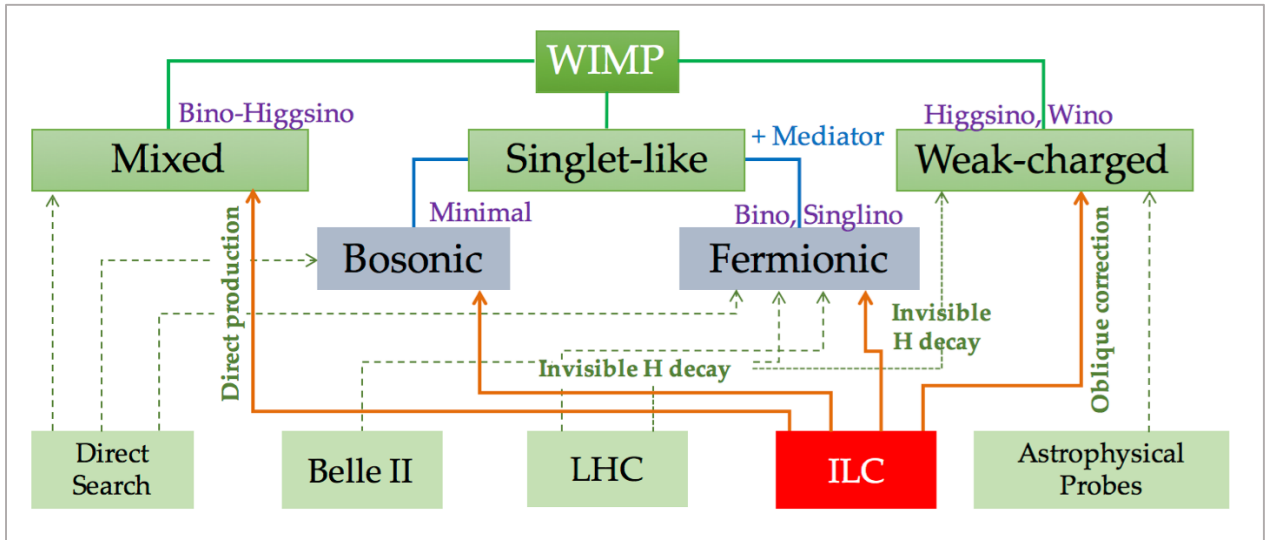 WIMP
Bino-Higgsino
Higgsino, Wino
Mixed
Singlet-like
+ Mediator
Weak-charged
Minimal
Bino, Singlino
Bosonic
Fermionic
Direct production
Invisible H decay
Invisible
H decay
Oblique correction
Direct
Search
Belle II
LHC
ILC
Astrophysical
Probes